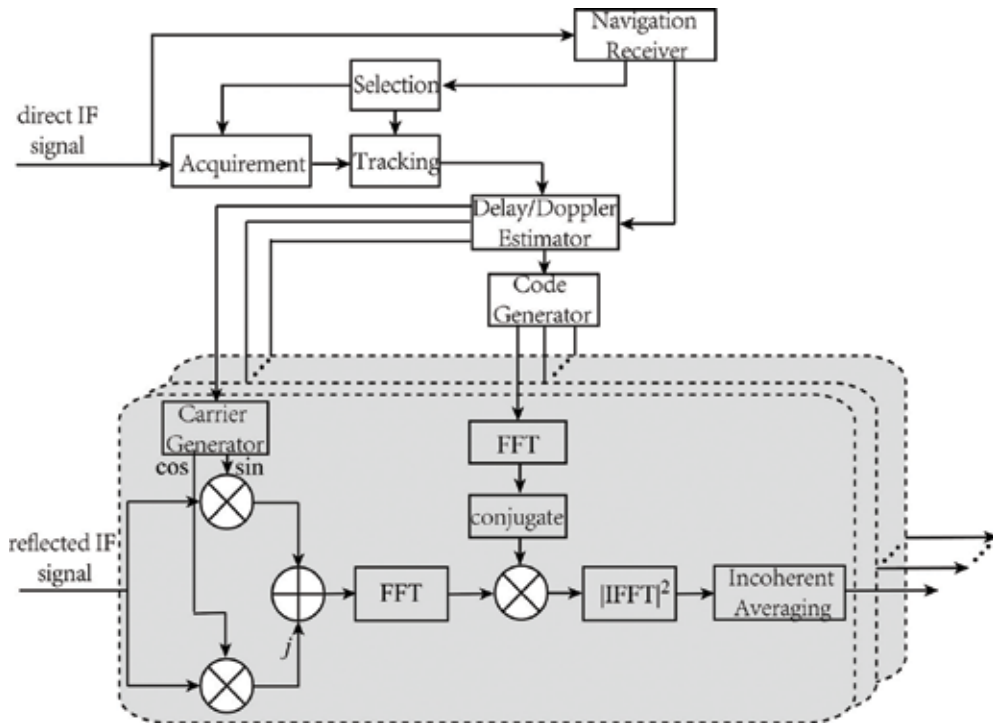 Navigation
Receiver
Selection
direct IF
signal
Acquirement
Tracking
Delay/Doppler
Estimator
Code
Generator
Carrier
Generator
cos
sin
FFT
conjugate
reflected IF
signal
FFT
|IFFT|²
Incoherent
Averaging
j